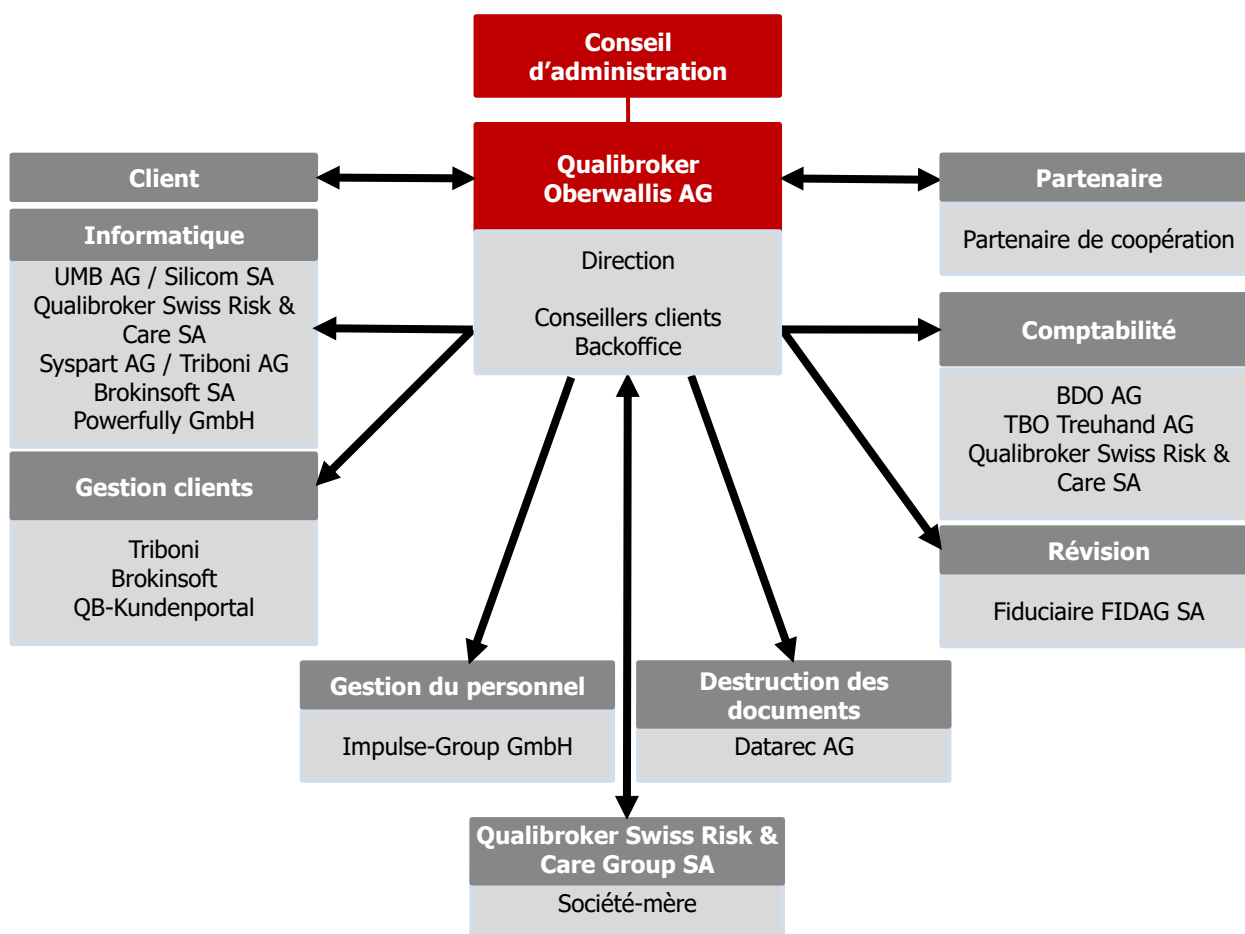 Conseil
d’administration
Qualibroker
Oberwallis AG
Direction
Conseillers clients
Backoffice
Client
Informatique
UMB AG / Silicom SA
Qualibroker Swiss Risk &
Care SA
Syspart AG / Triboni AG
Brokinsoft SA
Powerfully GmbH
Gestion clients
Triboni
Brokinsoft
QB-Kundenportal
Partenaire
Partenaire de coopération
Comptabilité
BDO AG
TBO Treuhand AG
Qualibroker Swiss Risk &
Care SA
Révision
Fiduciaire FIDAG SA
Gestion du personnel
Impulse-Group GmbH
Destruction des
documents
Datarec AG
Qualibroker Swiss Risk &
Care Group SA
Société-mère